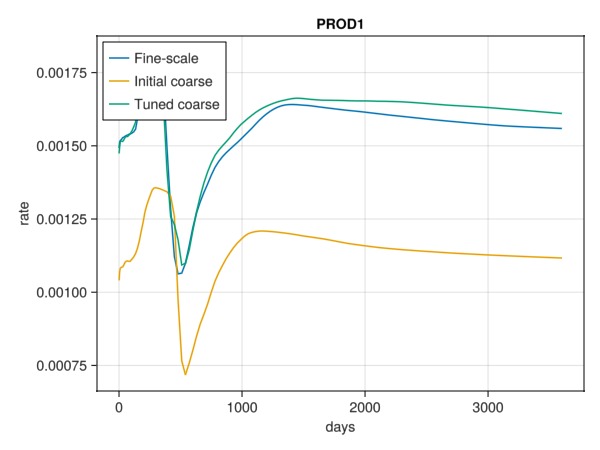 PROD1
Fine-scale
Initial coarse
Tuned coarse
0.00175
0.00150
0.00125
0.00100
0.00075
rate
0 1000 2000 3000
days